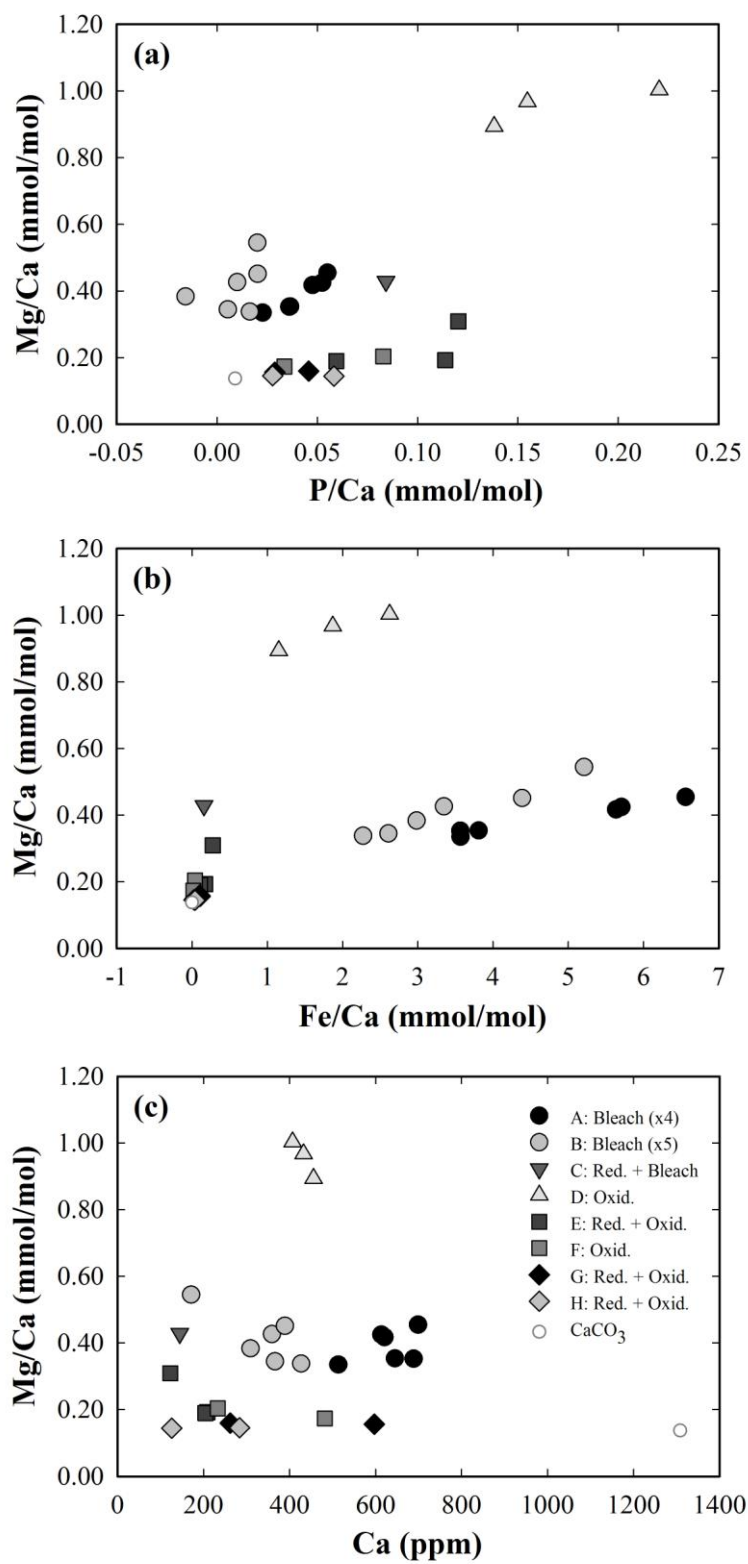 1.20
(a)
1.00
0.80
0.60
0.40
0.20
0.00
Mg/Ca (mmol/mol)
-0.05 0.00 0.05 0.10 0.15 0.20 0.25
P/Ca (mmol/mol)
1.20
(b)
1.00
0.80
0.60
0.40
0.20
0.00
Mg/Ca (mmol/mol)
-1 0 1 2 3 4 5 6 7
Fe/Ca (mmol/mol)
1.20
(c)
1.00
0.80
0.60
0.40
0.20
0.00
Mg/Ca (mmol/mol)
A: Bleach (x4)
B: Bleach (x5)
C: Red. + Bleach
D: Oxid.
E: Red. + Oxid.
F: Oxid.
G: Red. + Oxid.
H: Red. + Oxid.
CaCO3
0 200 400 600 800 1000 1200 1400
Ca (ppm)